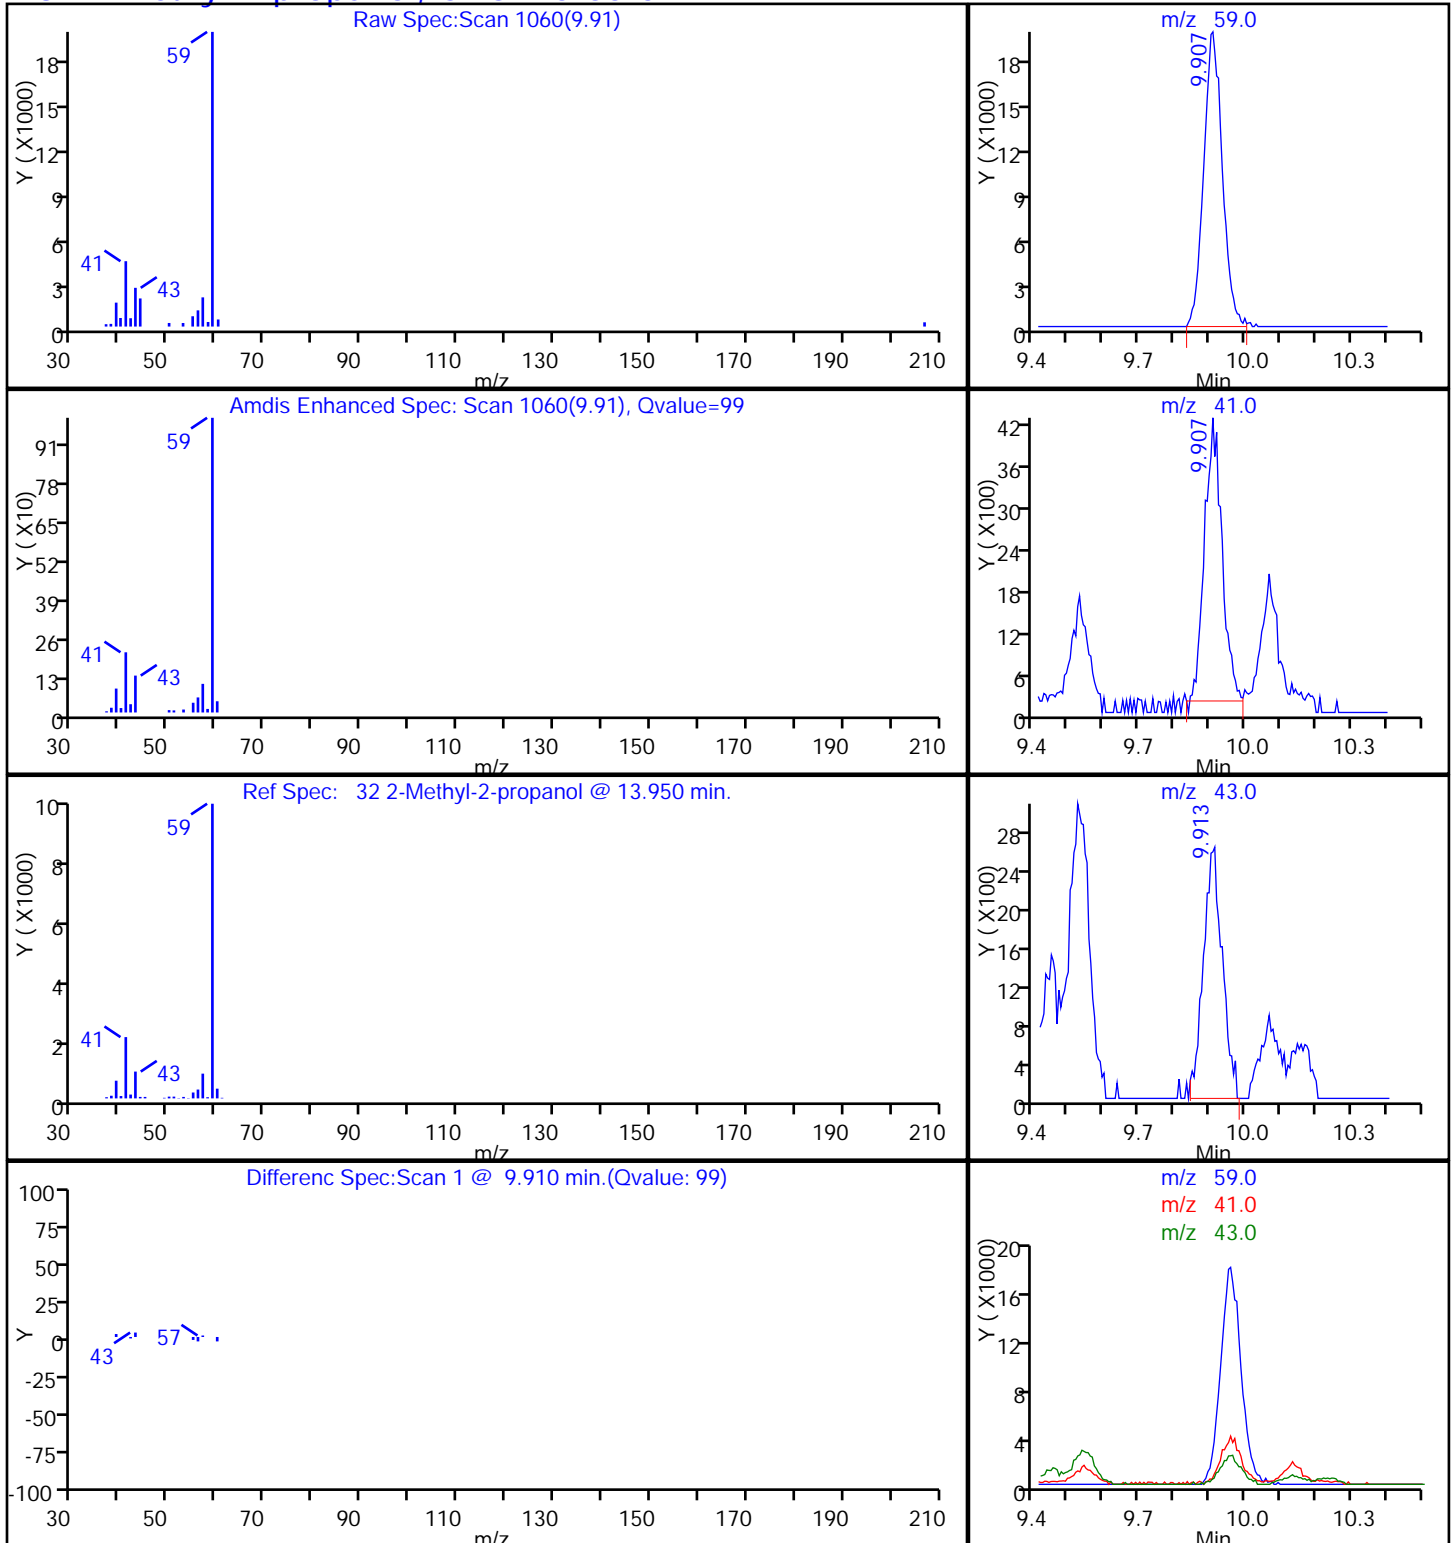 Raw Spec:Scan 1060(9.91)
59
41
43
Y ( X1000)
18
15
12
9
6
3
0
30 50 70 90 110 130 150 170 190 210
m/z
m/z 59.0
9.907
Y ( X1000)
18
15
12
9
6
3
0
9.4 9.7 10.0 10.3
Min
Amdis Enhanced Spec: Scan 1060(9.91), Qvalue=99
59
41
43
Y ( X10)
91
78
65
52
39
26
13
0
30 50 70 90 110 130 150 170 190 210
m/z
m/z 41.0
9.907
Y ( X100)
42
36
30
24
18
12
6
0
9.4 9.7 10.0 10.3
Min
Ref Spec: 32 2-Methyl-2-propanol @ 13.950 min.
59
41
43
Y ( X1000)
10
8
6
4
2
0
30 50 70 90 110 130 150 170 190 210
m/z
m/z 43.0
9.913
Y ( X100)
28
24
20
16
12
8
4
0
9.4 9.7 10.0 10.3
Min
Differenc Spec:Scan 1 @ 9.910 min.(Qvalue: 99)
43
57
Y
100
75
50
25
0
-25
-50
-75
-100
30 50 70 90 110 130 150 170 190 210
m/z
m/z 59.0
m/z 41.0
m/z 43.0
Y ( X1000)
20
16
12
8
4
0
9.4 9.7 10.0 10.3
Min